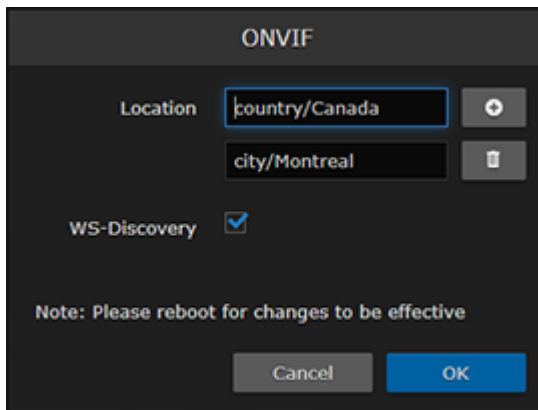 ONVIF
Location country/Canada
city/Montreal
WS-Discovery
Note: Please reboot for changes to be effective
Cancel OK